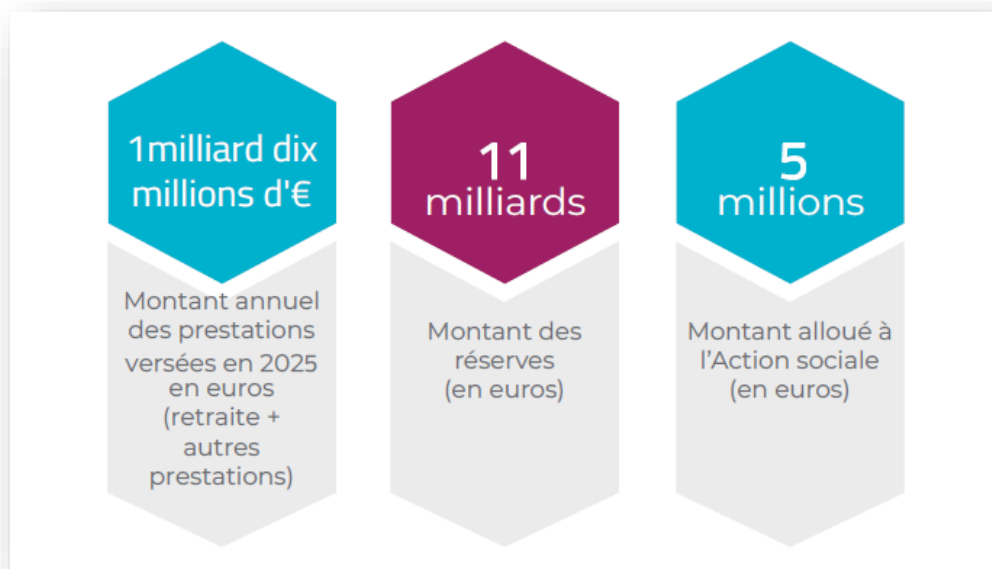 1milliard dix
millions d'€
Montant annuel
des prestations
versées en 2025
en euros
(retraite +
autres
prestations)
11
milliards
Montant des
réserves
(en euros)
5
millions
Montant alloué à
l'Action sociale
(en euros)